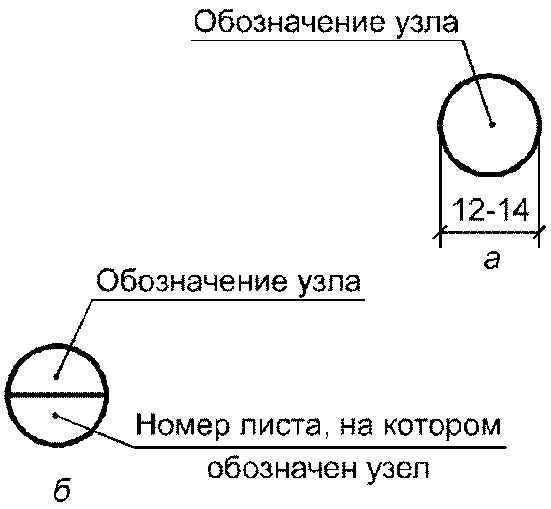 Обозначение узла
12-14
а
Обозначение узла
Номер листа, на котором
обозначен узел
б